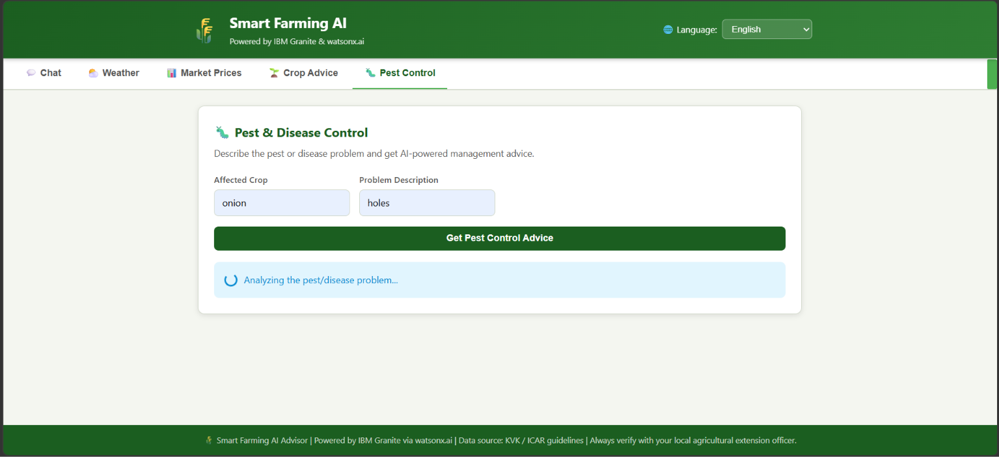 Smart Farming AI
Powered by IBM Granite & watsonx.ai
Language: English
Chat Weather Market Prices Crop Advice Pest Control
Pest & Disease Control
Describe the pest or disease problem and get AI-powered management advice.
Affected Crop Problem Description
onion holes
Get Pest Control Advice
Analyzing the pest/disease problem...
Smart Farming AI Advisor | Powered by IBM Granite via watsonx.ai | Data source: KVK / ICAR guidelines | Always verify with your local agricultural extension officer.